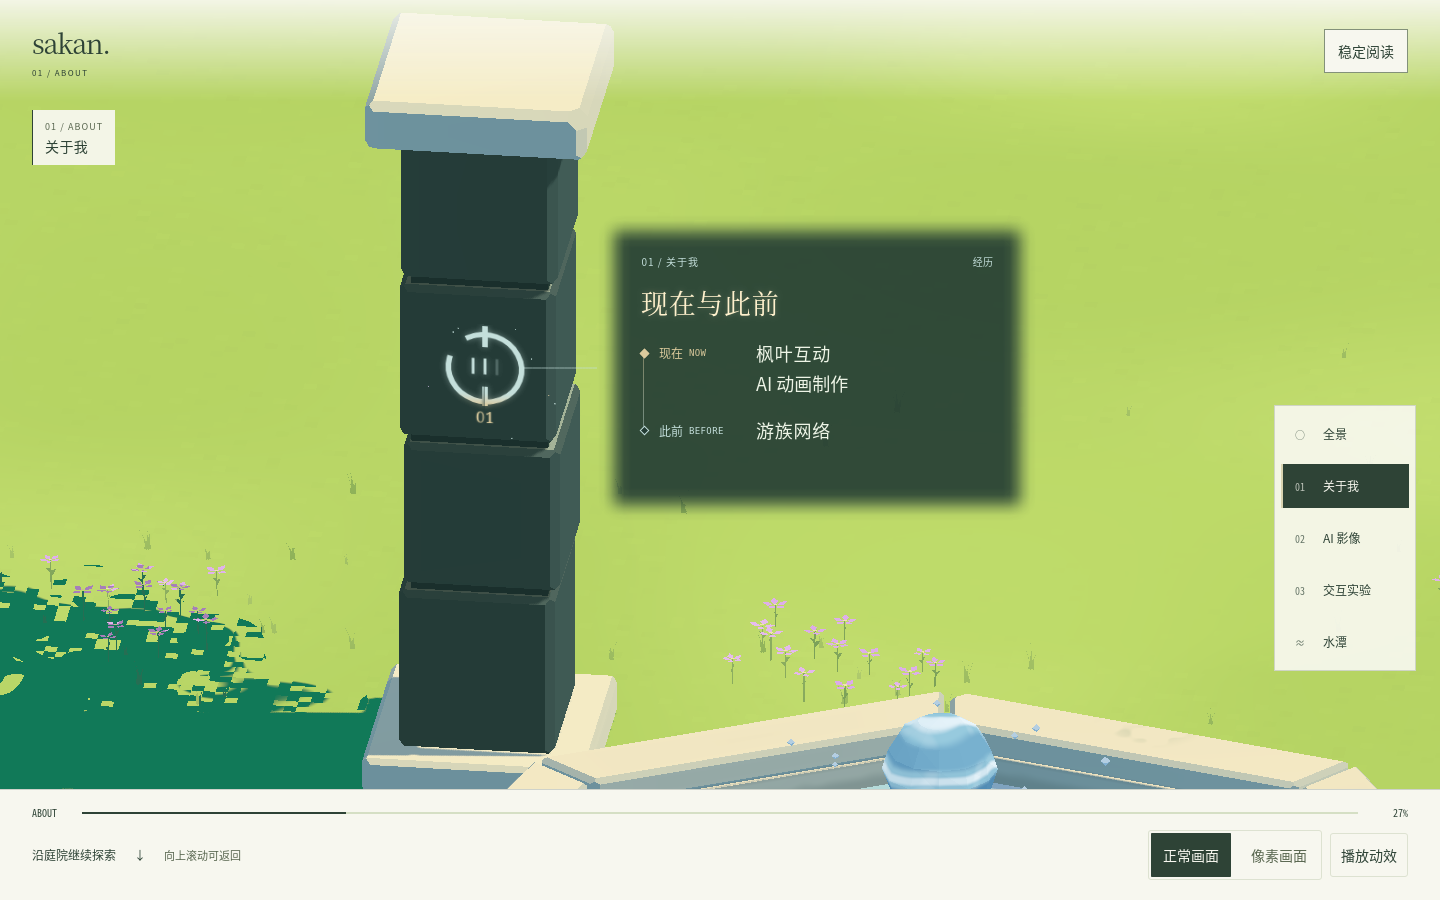 sakan.
01 / ABOUT
稳定阅读
01 / ABOUT
关于我
01 / 关于我
经历
现在与此前
现在 NOW
枫叶互动
AI 动画制作
此前 BEFORE
游族网络
01
全景
01 关于我
02 AI 影像
03 交互实验
≈ 水潭
ABOUT
27%
沿庭院继续探索 ↓ 向上滚动可返回
正常画面
像素画面
播放动效